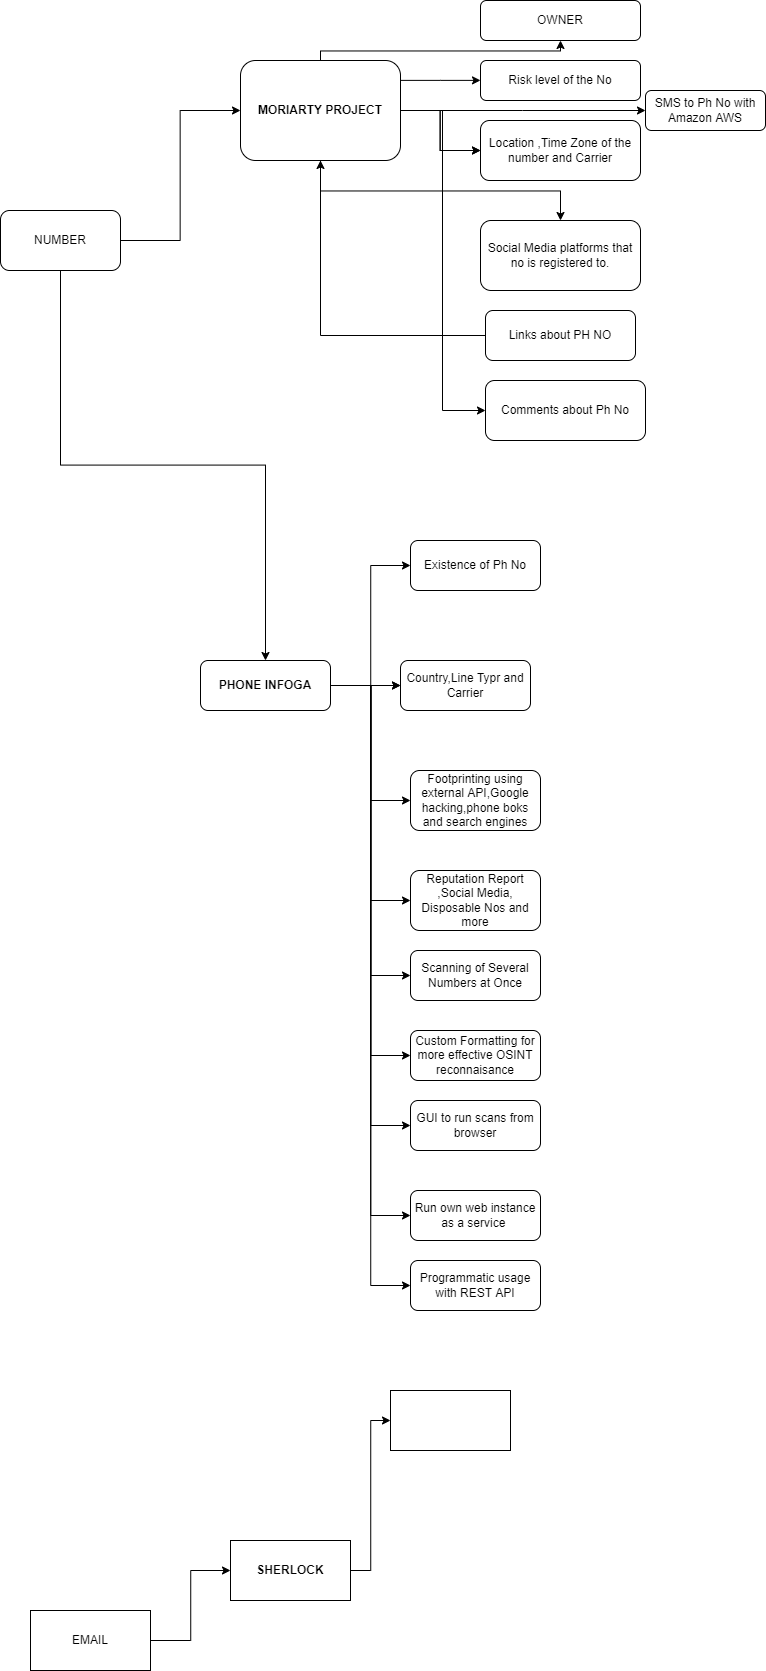 OWNER
Risk level of the No
MORIARTY PROJECT
SMS to Ph No with
Amazon AWS
Location ,Time Zone of the
number and Carrier
NUMBER
Social Media platforms that
no is registered to.
Links about PH NO
Comments about Ph No
Existence of Ph No
PHONE INFOGA
Country,Line Typr and
Carrier
Footprinting using
external API,Google
hacking,phone boks
and search engines
Reputation Report
,Social Media,
Disposable Nos and
more
Scanning of Several
Numbers at Once
Custom Formatting for
more effective OSINT
reconnaisance
GUI to run scans from
browser
Run own web instance
as a service
Programmatic usage
with REST API
SHERLOCK
EMAIL